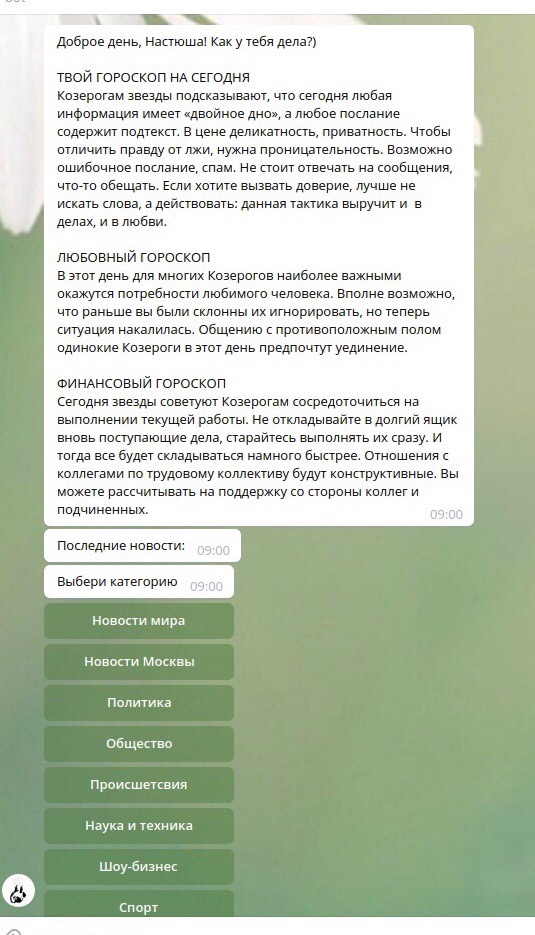 Доброе день, Настюша! Как у тебя дела?)
ТВОЙ ГОРОСКОП НА СЕГОДНЯ
Козерогам звезды подсказывают, что сегодня любая
информация имеет «двойное дно», а любое послание
содержит подтекст. В цене деликатность, приватность. Чтобы
отличить правду от лжи, нужна проницательность. Возможно
ошибочное послание, спам. Не стоит отвечать на сообщения,
что-то обещать. Если хотите вызвать доверие, лучше не
искать слова, а действовать: данная тактика выручит и в
делах, и в любви.
ЛЮБОВНЫЙ ГОРОСКОП
В этот день для многих Козерогов наиболее важными
окажутся потребности любимого человека. Вполне возможно,
что раньше вы были склонны их игнорировать, но теперь
ситуация накалилась. Общению с противоположным полом
одинокие Козероги в этот день предпочтут уединение.
ФИНАНСОВЫЙ ГОРОСКОП
Сегодня звезды советуют Козерогам сосредоточиться на
выполнении текущей работы. Не откладывайте в долгий ящик
вновь поступающие дела, старайтесь выполнять их сразу. И
тогда все будет складываться намного быстрее. Отношения с
коллегами по трудовому коллективу будут конструктивные. Вы
можете рассчитывать на поддержку со стороны коллег и
подчиненных.
09:00
Последние новости: 09:00
Выбери категорию 09:00
Новости мира
Новости Москвы
Политика
Общество
Происшетсвия
Наука и техника
Шоу-бизнес
Спорт